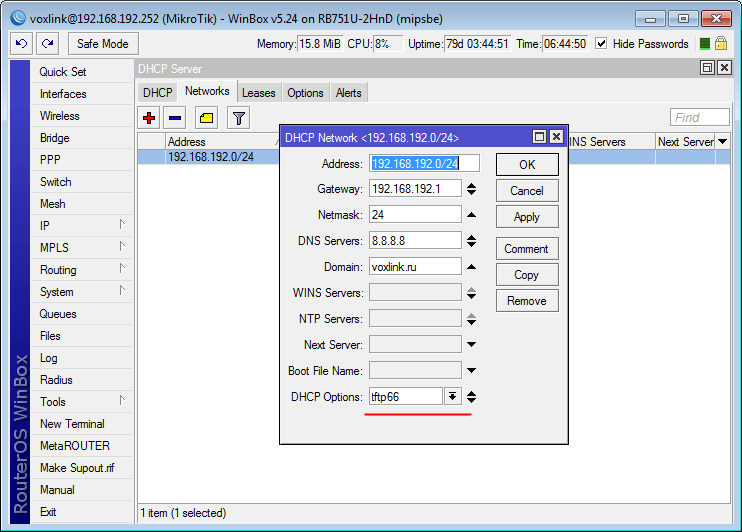 voxlink@192.168.192.252 (MikroTik) - WinBox v5.24 on RB751U-2HnD (mipsbe)
Safe Mode Memory: 15.8 MiB CPU: 8% Uptime: 79d 03:44:51 Time: 06:44:50 Hide Passwords
RouterOS WinBox
Quick Set
Interfaces
Wireless
Bridge
PPP
Switch
Mesh
IP
MPLS
Routing
System
Queues
Files
Log
Radius
Tools
New Terminal
MetaROUTER
Make Supout.rif
Manual
Exit
DHCP Server
DHCP Networks Leases Options Alerts
Find
Address INS Servers Next Server
192.168.192.0/24
DHCP Network <192.168.192.0/24>
Address: 192.168.192.0/24
Gateway: 192.168.192.1
Netmask: 24
DNS Servers: 8.8.8.8
Domain: voxlink.ru
WINS Servers:
NTP Servers:
Next Server:
Boot File Name:
DHCP Options: tftp66
OK
Cancel
Apply
Comment
Copy
Remove
1 item (1 selected)